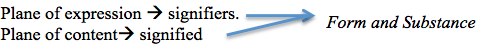 Plane of expression → signifiers.
Plane of content→ signified
Form and Substance